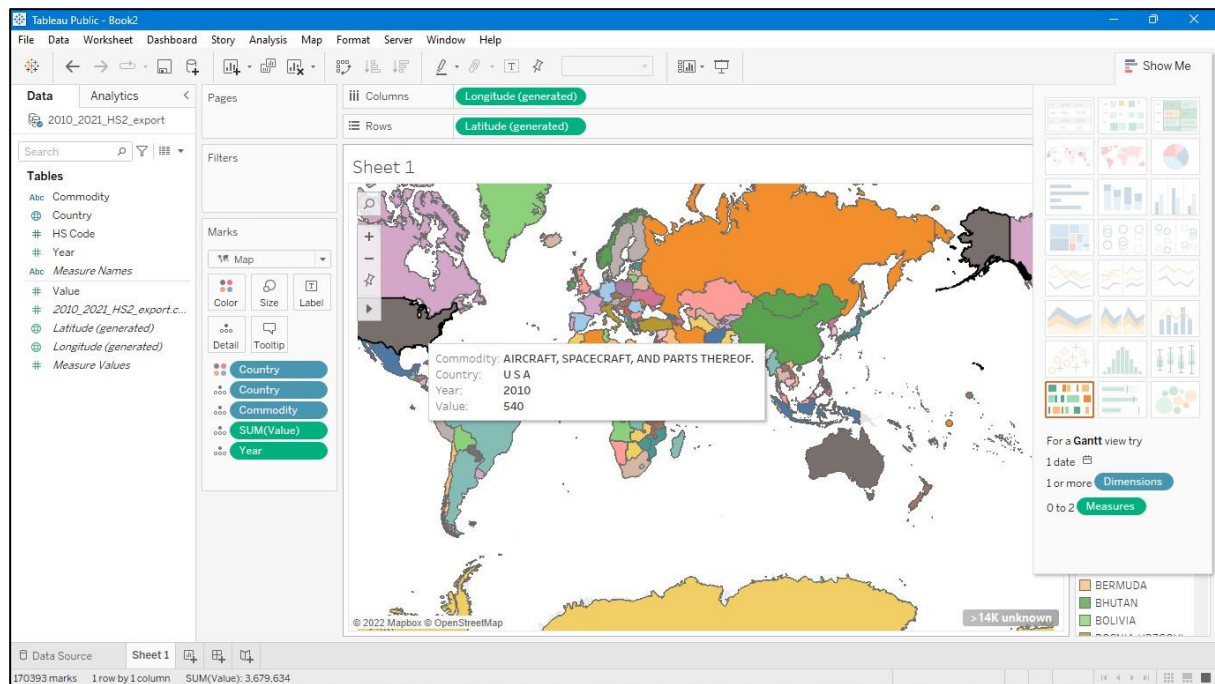 Tableau Public - Book2
File Data Worksheet Dashboard Story Analysis Map Format Server Window Help
Show Me
Data Analytics
2010_2021_HS2_export
Search
Tables
Abc Commodity
Country
# HS Code
# Year
Abc Measure Names
# Value
# 2010_2021_HS2_export.c...
Latitude (generated)
Longitude (generated)
# Measure Values
Pages
Filters
Marks
Map
Color Size Label
Detail Tooltip
Country
Country
Commodity
SUM(Value)
Year
iii Columns Longitude (generated)
Rows Latitude (generated)
Sheet 1
Commodity: AIRCRAFT, SPACECRAFT, AND PARTS THEREOF.
Country: U S A
Year: 2010
Value: 540
© 2022 Mapbox © OpenStreetMap
>14K unknown
For a Gantt view try
1 date
1 or more Dimensions
0 to 2 Measures
BERMUDA
BHUTAN
BOLIVIA
Data Source Sheet 1
170393 marks 1 row by 1 column SUM(Value): 3,679,634